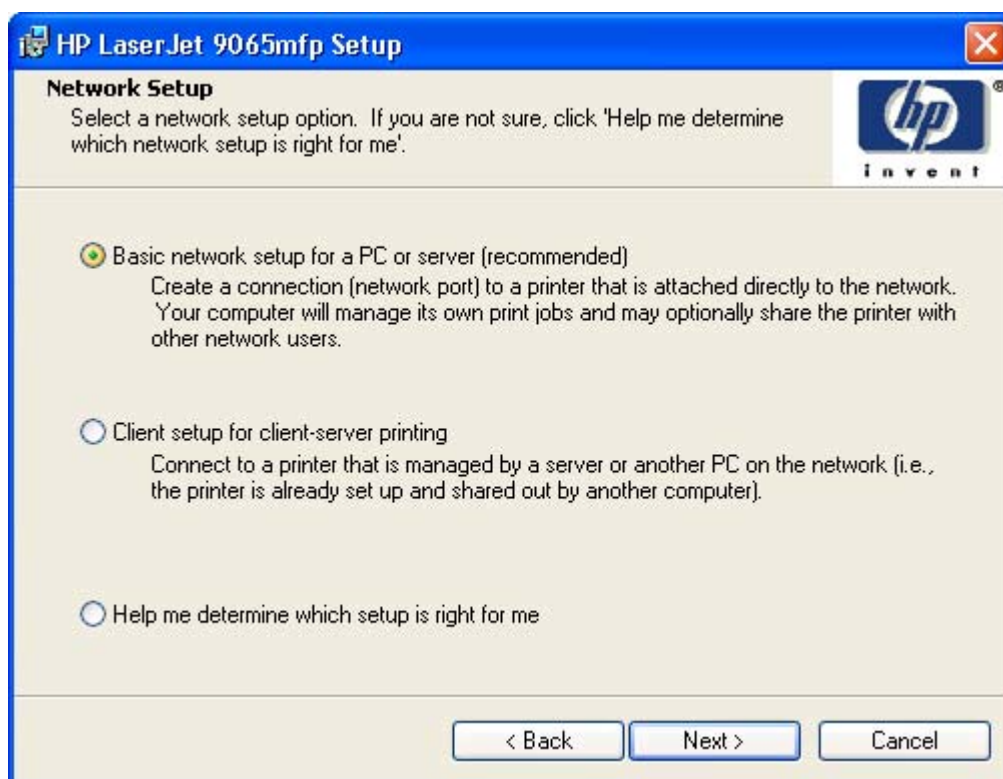 HP LaserJet 9065mfp Setup
Network Setup
Select a network setup option. If you are not sure, click 'Help me determine
which network setup is right for me'.
hp
®
invent
Basic network setup for a PC or server (recommended)
Create a connection (network port) to a printer that is attached directly to the network.
Your computer will manage its own print jobs and may optionally share the printer with
other network users.
Client setup for client-server printing
Connect to a printer that is managed by a server or another PC on the network (i.e.,
the printer is already set up and shared out by another computer).
Help me determine which setup is right for me
< Back
Next >
Cancel